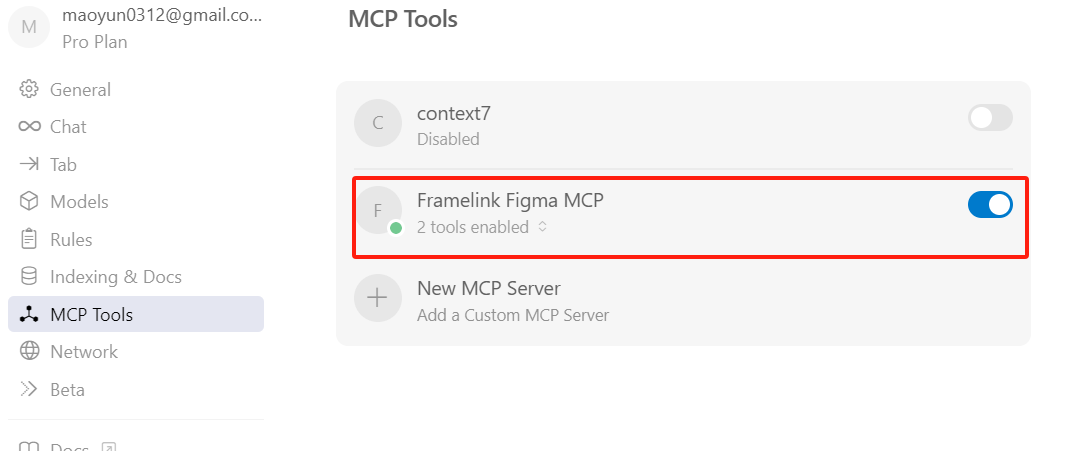 M
maoyun0312@gmail.co...
Pro Plan
General
Chat
Tab
Models
Rules
Indexing & Docs
MCP Tools
Network
Beta
Docs
MCP Tools
C
context7
Disabled
F
Framelink Figma MCP
2 tools enabled
New MCP Server
Add a Custom MCP Server